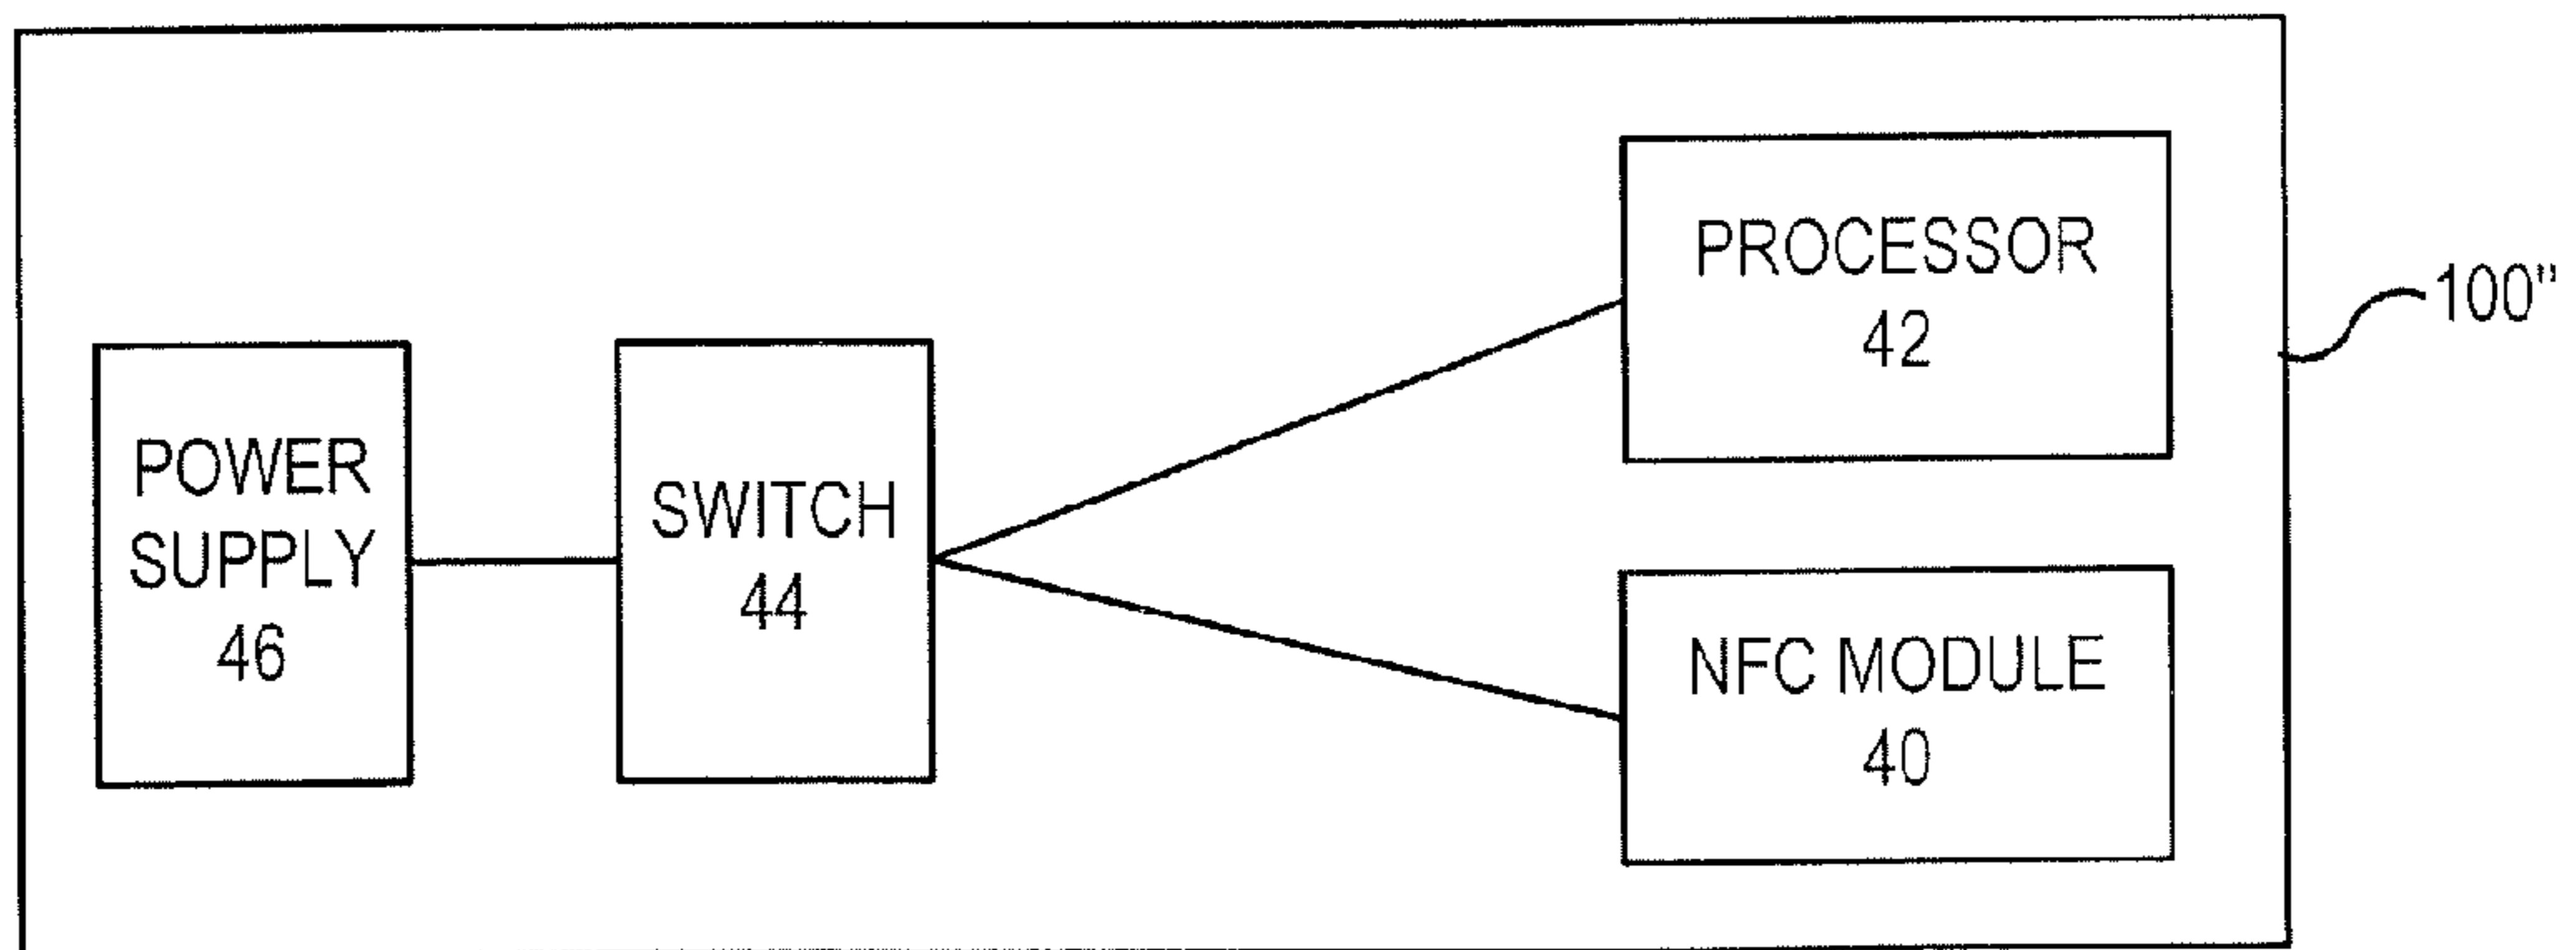 PROCESSOR
42
100"
POWER
SUPPLY
46
SWITCH
44
NFC MODULE
40